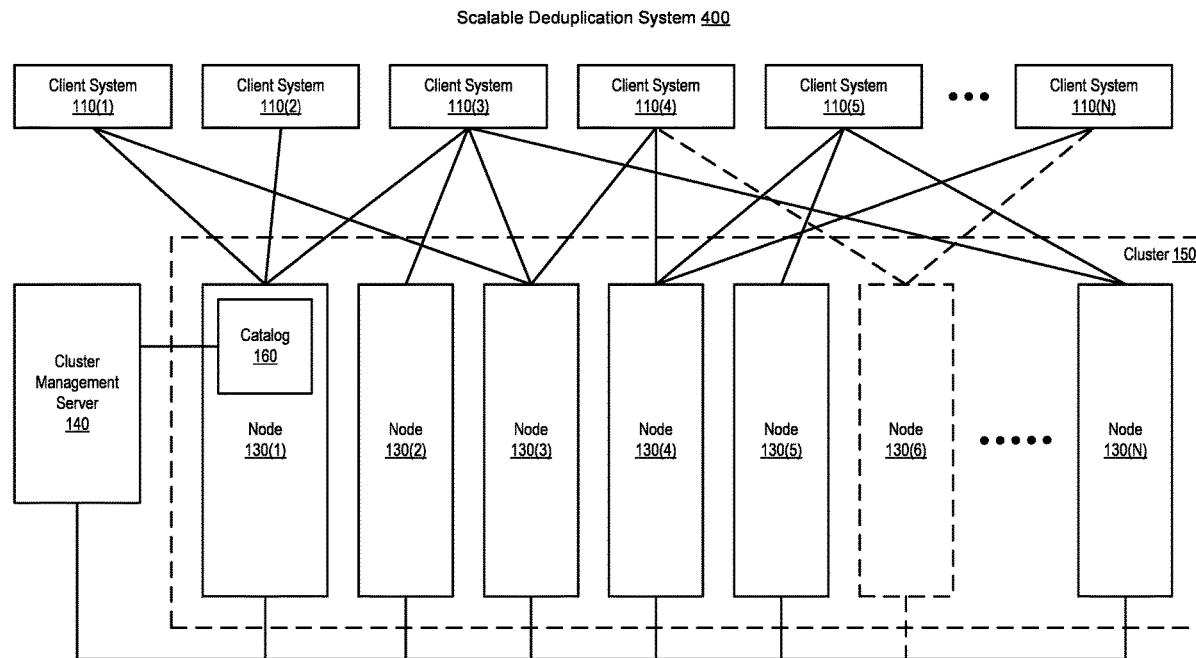 Scalable Deduplication System 400
Client System
110(1)
Client System
110(2)
Client System
110(3)
Client System
110(4)
Client System
110(5)
Client System
110(N)
Cluster 150
Cluster
Management
Server
140
Catalog
160
Node
130(1)
Node
130(2)
Node
130(3)
Node
130(4)
Node
130(5)
Node
130(6)
Node
130(N)